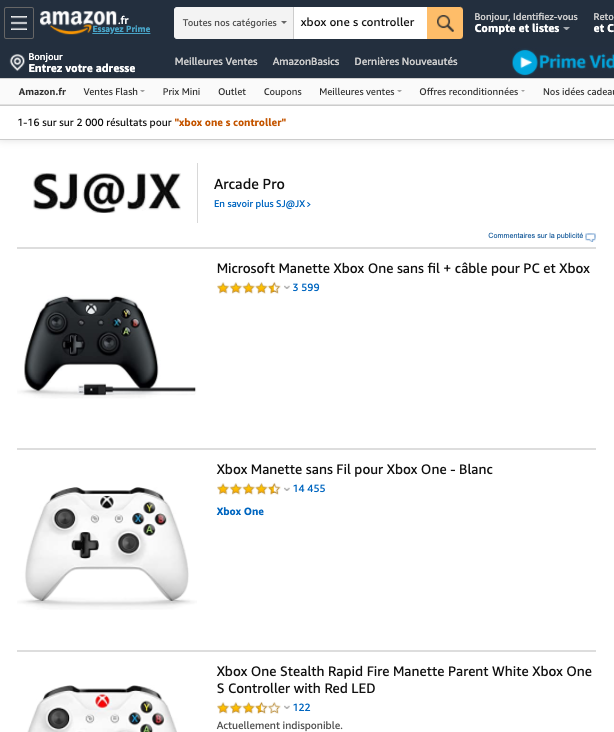 amazon.fr
Essayez Prime
Toutes nos catégories
xbox one s controller
Bonjour, Identifiez-vous
Compte et listes
Reto
et C
Bonjour
Entrez votre adresse
Meilleures Ventes AmazonBasics Dernières Nouveautés
Prime Vid
Amazon.fr Ventes Flash Prix Mini Outlet Coupons Meilleures ventes Offres reconditionnées Nos idées cadea
1-16 sur sur 2 000 résultats pour "xbox one s controller"
SJ@JX
Arcade Pro
En savoir plus SJ@JX
Commentaires sur la publicité
Microsoft Manette Xbox One sans fil + câble pour PC et Xbox
3 599
Xbox Manette sans Fil pour Xbox One - Blanc
14 455
Xbox One
Xbox One Stealth Rapid Fire Manette Parent White Xbox One
S Controller with Red LED
122
Actuellement indisponible.